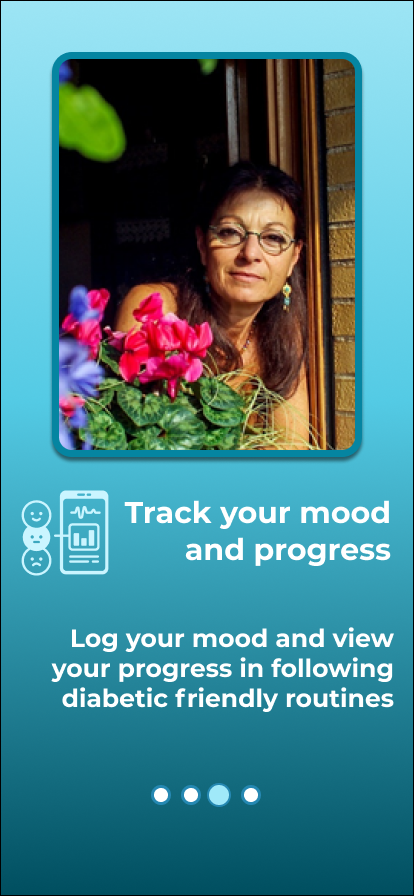 Track your mood
and progress
Log your mood and view
your progress in following
diabetic friendly routines